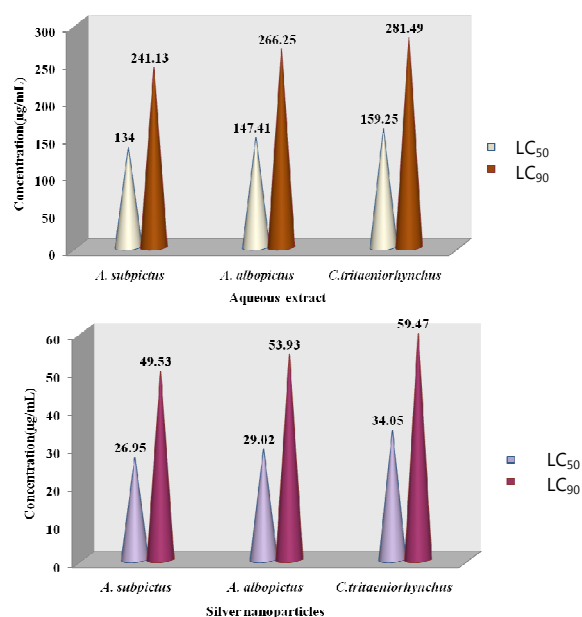 300
281.49
266.25
250
241.13
200
159.25
147.41
150
134
LC50
LC90
100
50
0
Concentration(µg/mL)
A. subpictus A. albopictus C.tritaeniorhynchus
Aqueous extract
60
59.47
53.93
49.53
50
40
34.05
29.02
26.95
30
LC50
LC90
20
10
0
Concentration(µg/mL)
A. subpictus A. albopictus C.tritaeniorhynchus
Silver nanoparticles